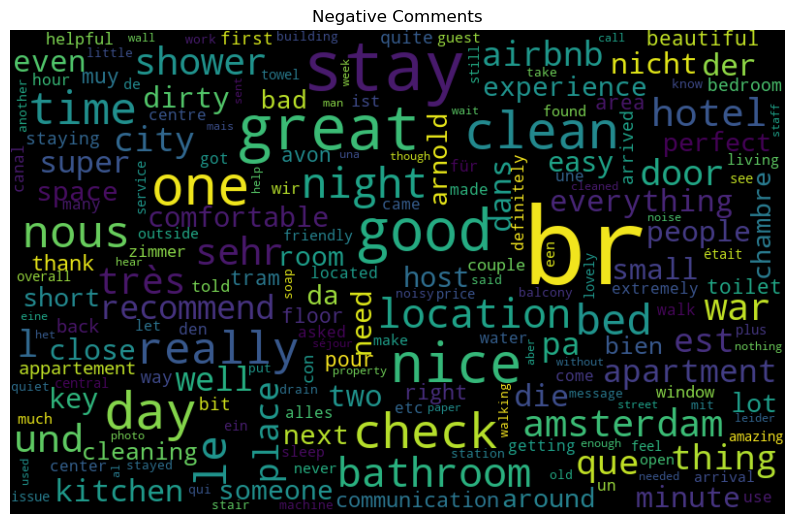 Negative Comments
helpful wall work first building quite guest call beautiful
even shower stay airbnb nicht der
hour little muy de towel sent week still experience take know bedroom
another time dirty bad man great clean found area hotel
centre ist wait arrived perfect staff
staying city mais got avon una though arnold für easy door living
canal super service help wir night made dans une see
space one came definitely cleaned everything people chambre
many comfortable good br noise
nous outside friendly een était
thank zimmer sehr room couple lovely small
overall hear très told tram located host said extremely toilet
short recommend soap da noisy price balcony walk war
eine back let den floor asked need location bed
l close really séjour make water pa bien est plus
het pour aber nothing
appartement way put con nice without come apartment
quiet central well drain property right die window message
key bit two etc paper walking street mit lot
much day place alles leider
und photo ein next check amsterdam amazing
cleaning sleep never station getting enough feel thing
center al stayed le bathroom old que open
used issue kitchen qui someone communication around un needed arrival minute use
stair machine